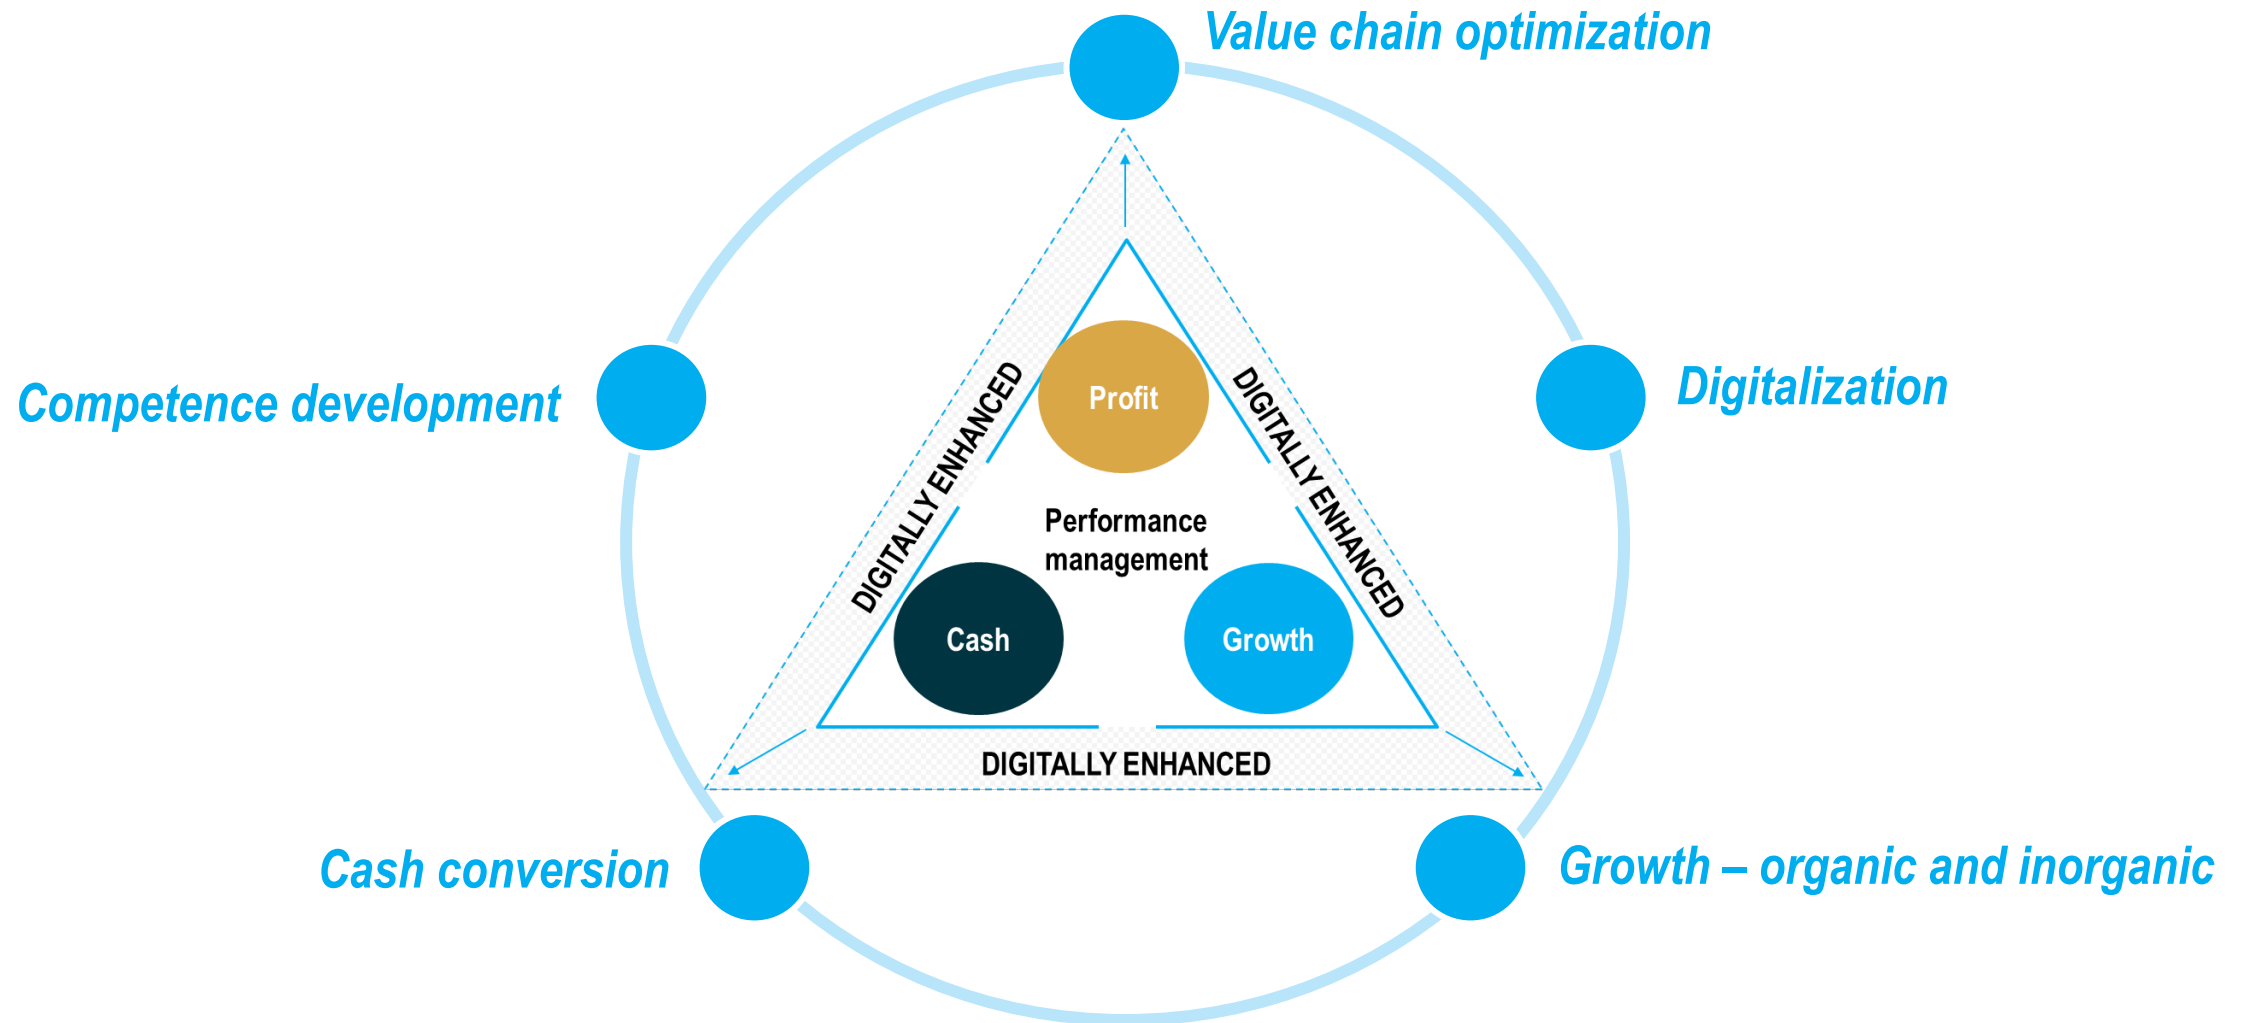 Value chain optimization
Competence development
Digitalization
DIGITALLY ENHANCED
DIGITALLY ENHANCED
Profit
Performance
management
Cash
Growth
DIGITALLY ENHANCED
Cash conversion
Growth – organic and inorganic